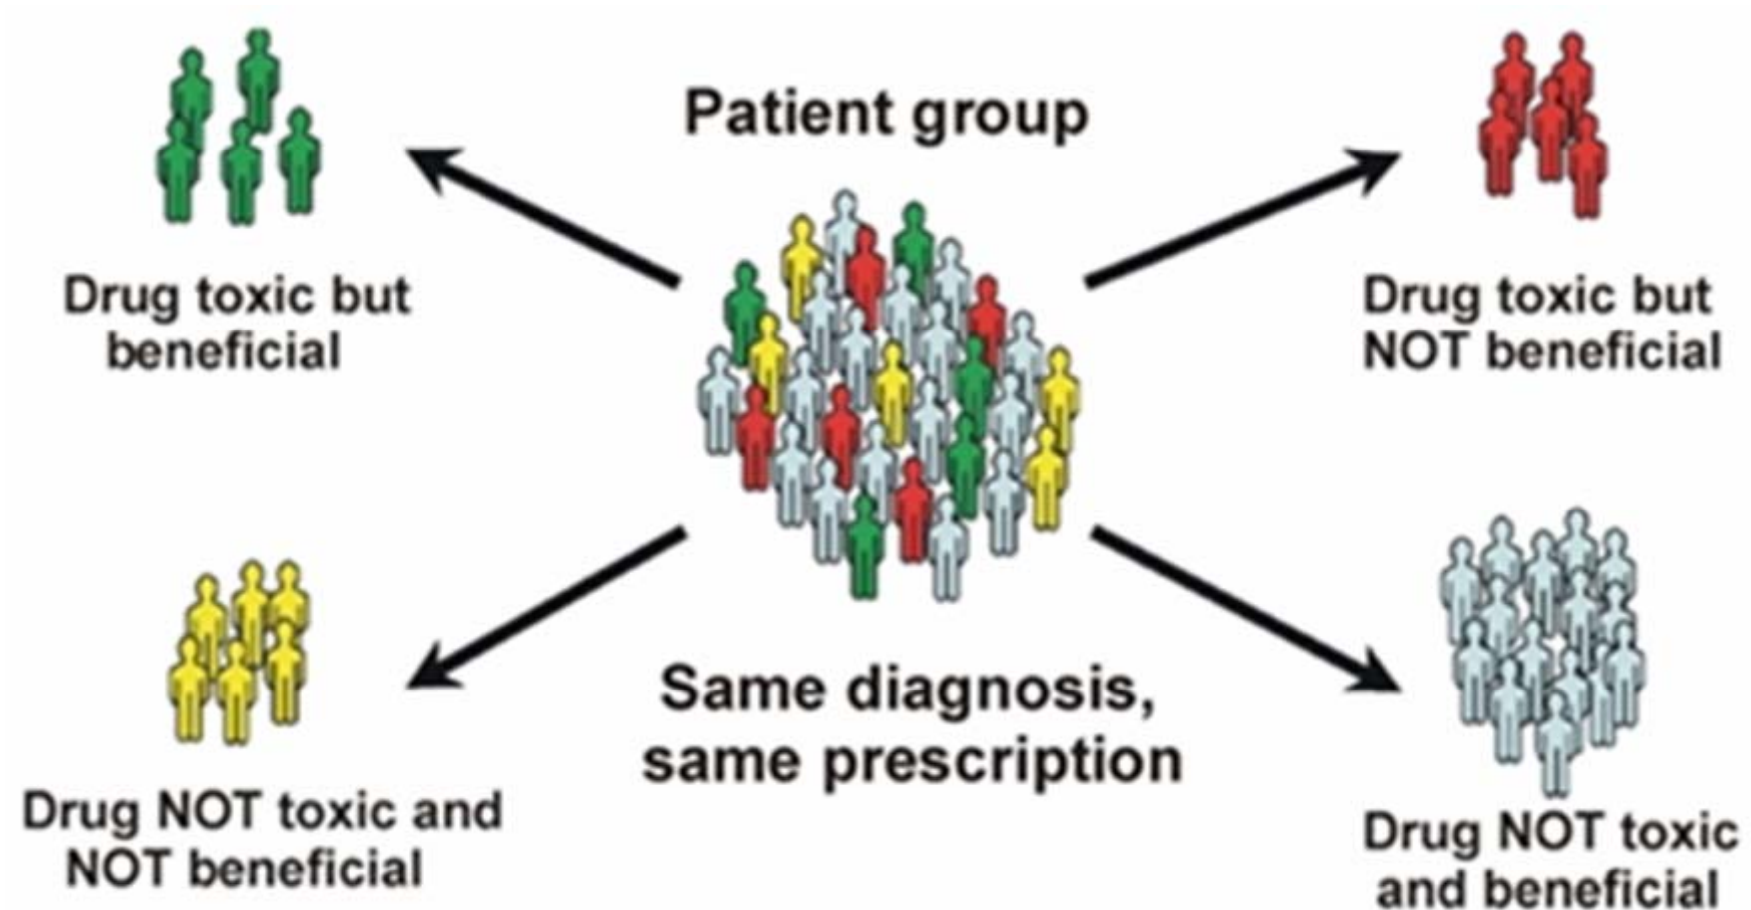 Patient group
Drug toxic but
beneficial
Drug toxic but
NOT beneficial
Same diagnosis,
same prescription
Drug NOT toxic and
NOT beneficial
Drug NOT toxic
and beneficial